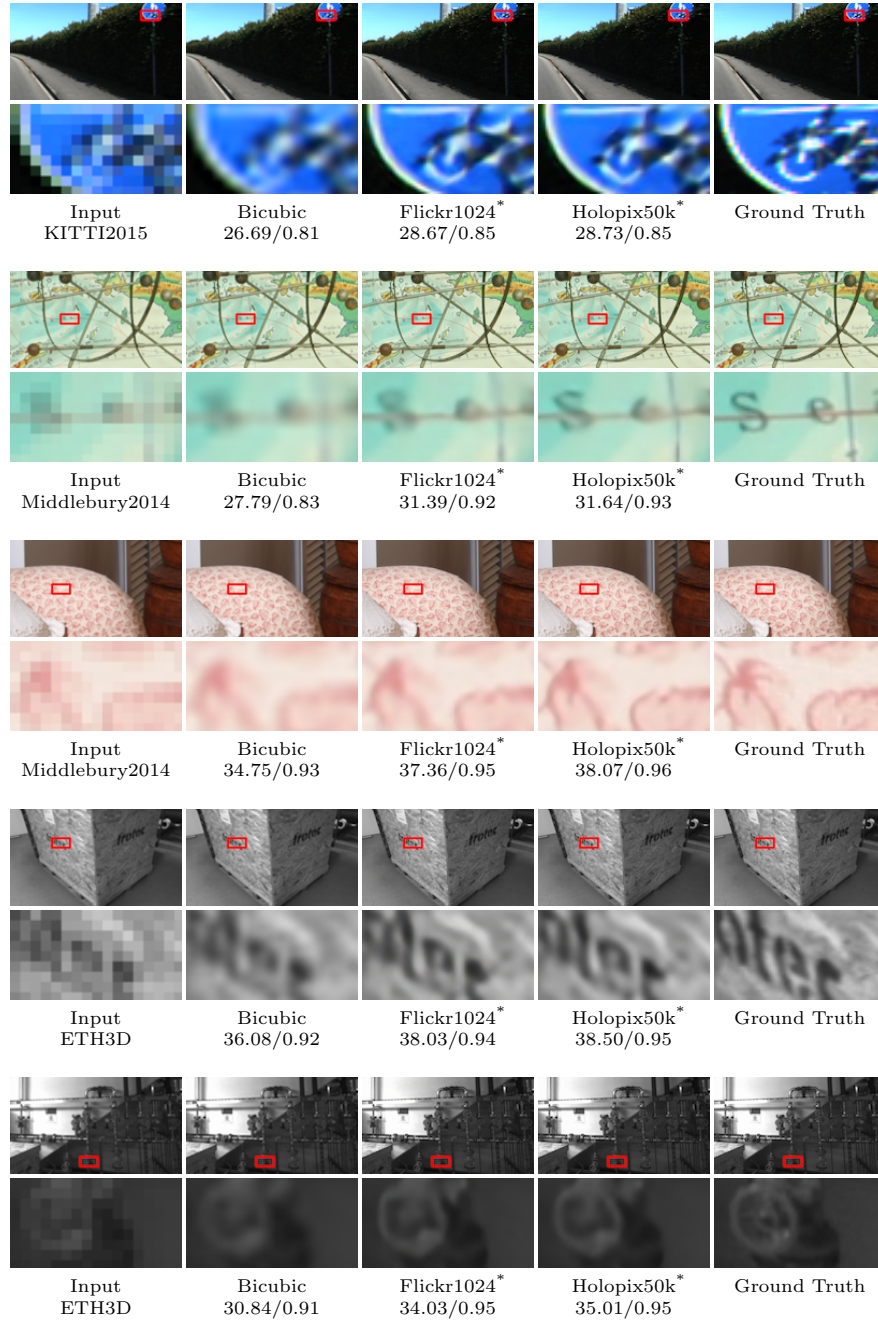 Input Bicubic Flickr1024* Holopix50k* Ground Truth
KITTI2015 26.69/0.81 28.67/0.85 28.73/0.85
Input Bicubic Flickr1024* Holopix50k* Ground Truth
Middlebury2014 27.79/0.83 31.39/0.92 31.64/0.93
Input Bicubic Flickr1024* Holopix50k* Ground Truth
Middlebury2014 34.75/0.93 37.36/0.95 38.07/0.96
Input Bicubic Flickr1024* Holopix50k* Ground Truth
ETH3D 36.08/0.92 38.03/0.94 38.50/0.95
Input Bicubic Flickr1024* Holopix50k* Ground Truth
ETH3D 30.84/0.91 34.03/0.95 35.01/0.95